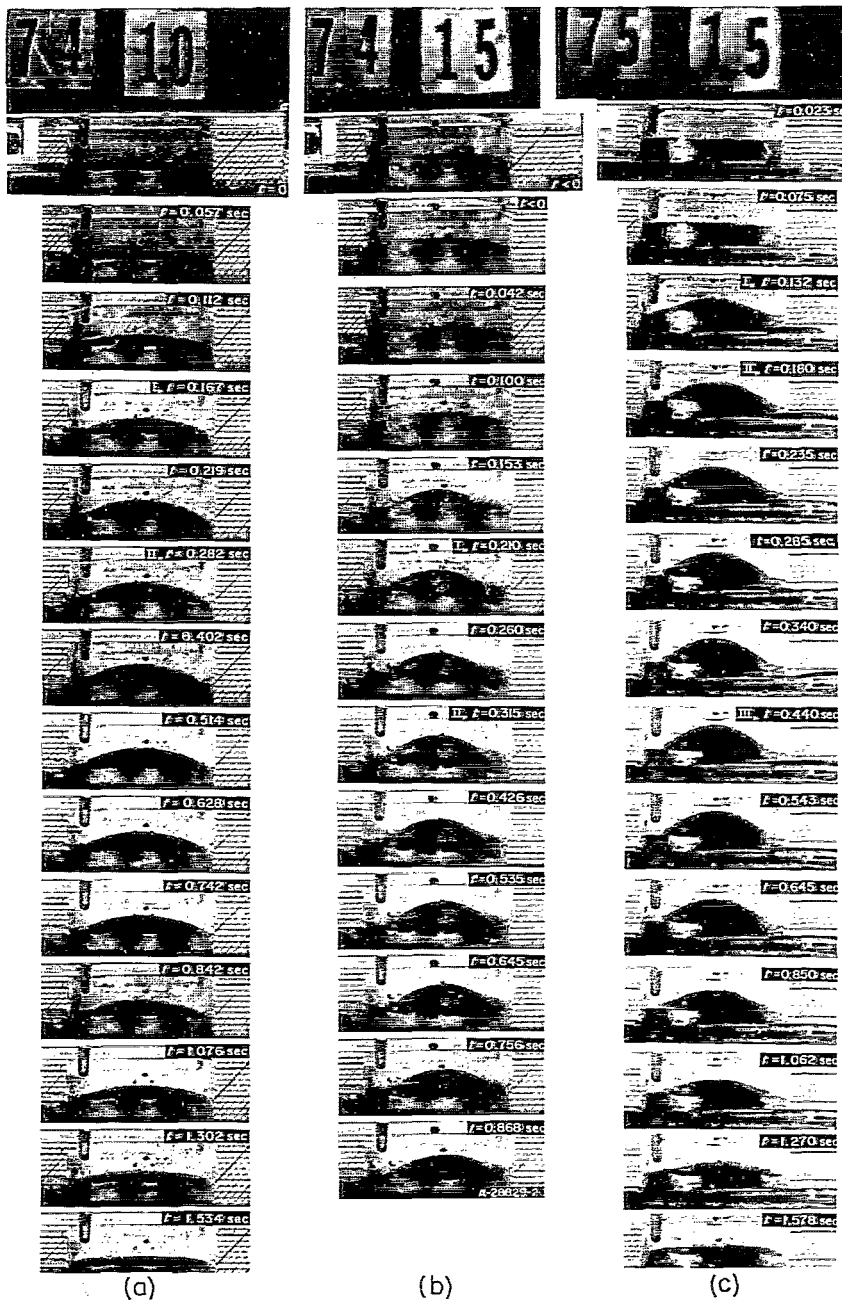 74 10
t=0
t=0.057 sec
t=0.112 sec
I, t=0.167 sec
t=0.219 sec
II, t=0.282 sec
t=0.402 sec
t=0.514 sec
t=0.628 sec
t=0.742 sec
t=0.842 sec
t=1.076 sec
t=1.302 sec
t=1.534 sec
(a)
74 15
t<0
t<0
t=0.042 sec
t=0.100 sec
t=0.153 sec
I, t=0.210 sec
t=0.260 sec
II, t=0.315 sec
t=0.426 sec
t=0.535 sec
t=0.645 sec
t=0.756 sec
t=0.868 sec
A-28829-23
(b)
75 15
t=0.023 sec
t=0.075 sec
I, t=0.132 sec
II, t=0.180 sec
t=0.235 sec
t=0.285 sec
t=0.340 sec
III, t=0.440 sec
t=0.543 sec
t=0.645 sec
t=0.850 sec
t=1.062 sec
t=1.270 sec
t=1.578 sec
(c)